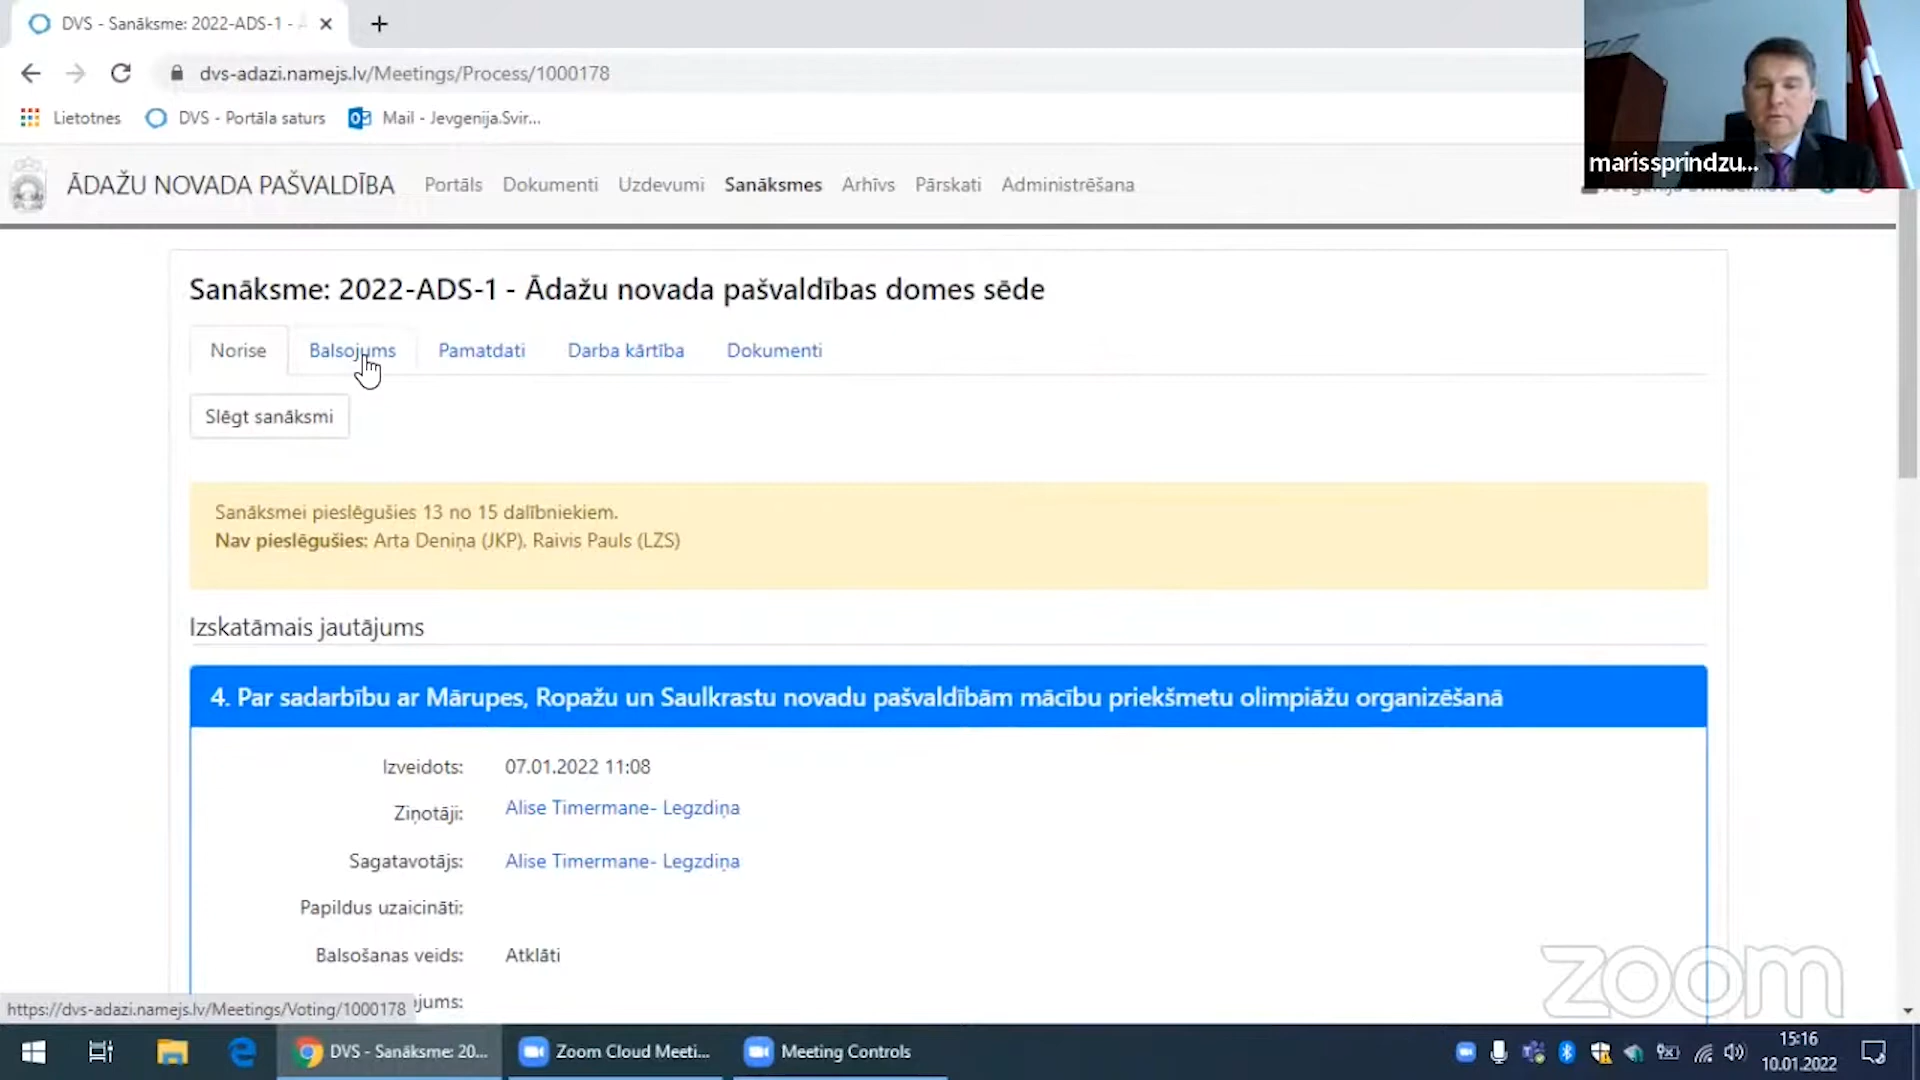 DVS - Sanāksme: 2022-ADS-1 -
dvs-adazi.namejs.lv/Meetings/Process/1000178
Lietotnes
DVS - Portāla saturs
Mail - Jevgenija.Svir...
marissprindzu...
ĀDAŽU NOVADA PAŠVALDĪBA
Portāls
Dokumenti
Uzdevumi
Sanāksmes
Arhīvs
Pārskati
Administrēšana
Sanāksme: 2022-ADS-1 - Ādažu novada pašvaldības domes sēde
Norise
Balsojums
Pamatdati
Darba kārtība
Dokumenti
Slēgt sanāksmi
Sanāksmei pieslēgušies 13 no 15 dalībniekiem.
Nav pieslēgušies: Arta Deniņa (JKP), Raivis Pauls (LZS)
Izskatāmais jautājums
4. Par sadarbību ar Mārupes, Ropažu un Saulkrastu novadu pašvaldībām mācību priekšmetu olimpiāžu organizēšanā
Izveidots: 07.01.2022 11:08
Ziņotāji: Alise Timermane- Legzdiņa
Sagatavotājs: Alise Timermane- Legzdiņa
Papildus uzaicināti:
Balsošanas veids: Atklāti
zoom
https://dvs-adazi.namejs.lv/Meetings/Voting/1000178
DVS - Sanāksme: 20...
Zoom Cloud Meeti...
Meeting Controls
15:16
10.01.2022